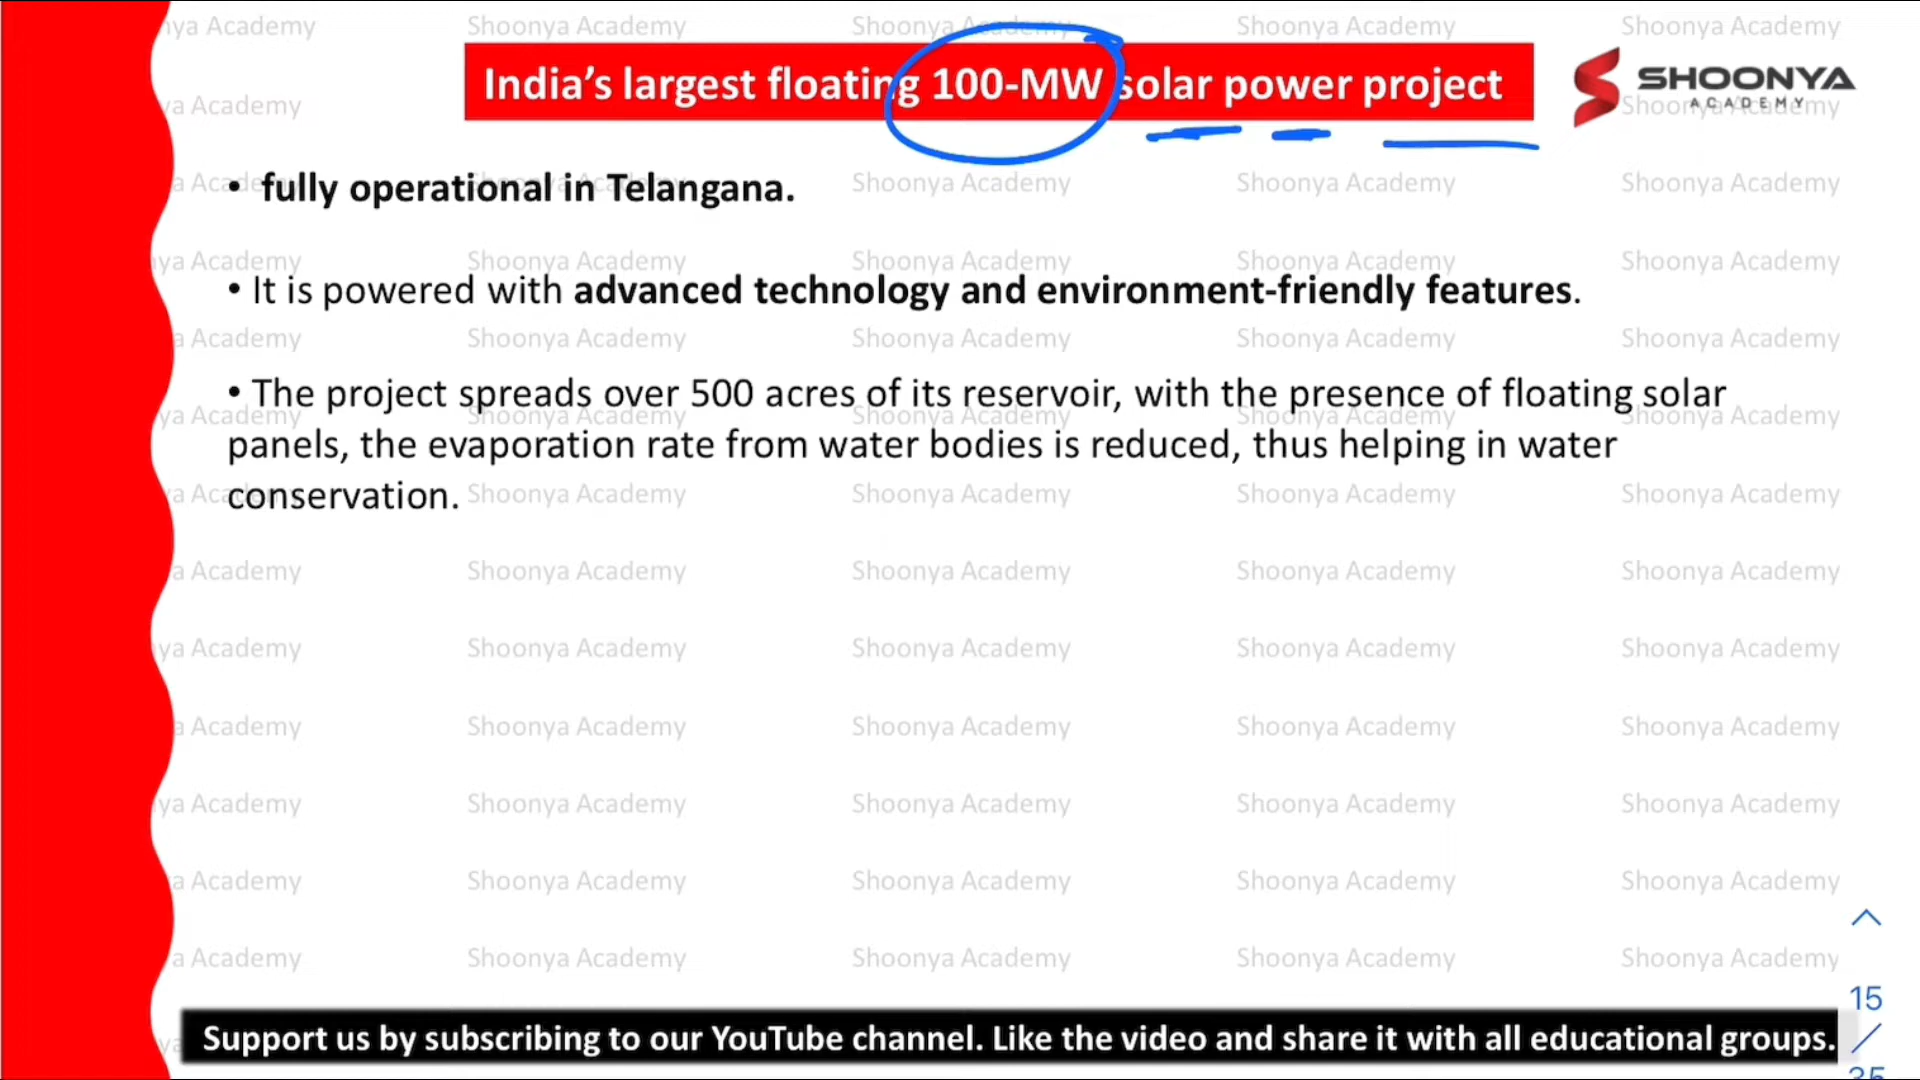 India's largest floating 100-MW solar power project
SHOONYA
ACADEMY
• fully operational in Telangana.
• It is powered with advanced technology and environment-friendly features.
• The project spreads over 500 acres of its reservoir, with the presence of floating solar
panels, the evaporation rate from water bodies is reduced, thus helping in water
conservation.
Shoonya Academy
15
/
35
Support us by subscribing to our YouTube channel. Like the video and share it with all educational groups.